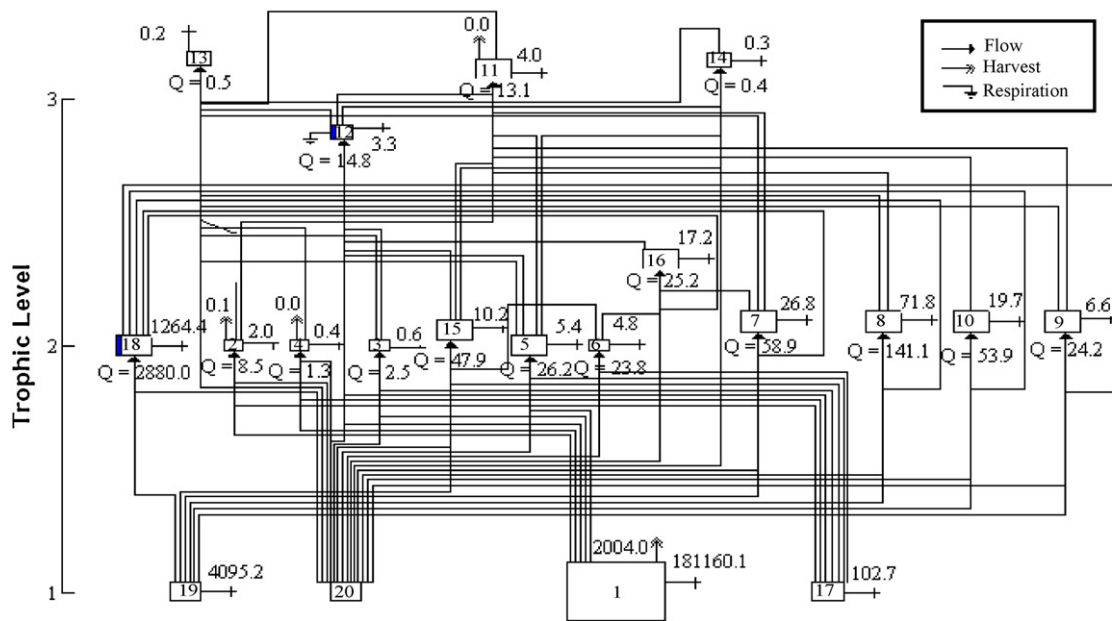 0.2
13
Q = 0.5
0.0
11
4.0
Q = 13.1
14
0.3
Q = 0.4
Flow
Harvest
Respiration
3
12
3.3
Q = 14.8
16
17.2
Q = 25.2
Trophic Level
2
18
1264.4
Q = 2880.0
0.1
2
2.0
Q = 8.5
0.0
4
0.4
Q = 1.3
3
0.6
Q = 2.5
15
10.2
Q = 47.9
5
5.4
Q = 26.2
6
4.8
Q = 23.8
7
26.8
Q = 58.9
8
71.8
Q = 141.1
10
19.7
Q = 53.9
9
6.6
Q = 24.2
1
19
4095.2
20
2004.0
1
181160.1
17
102.7